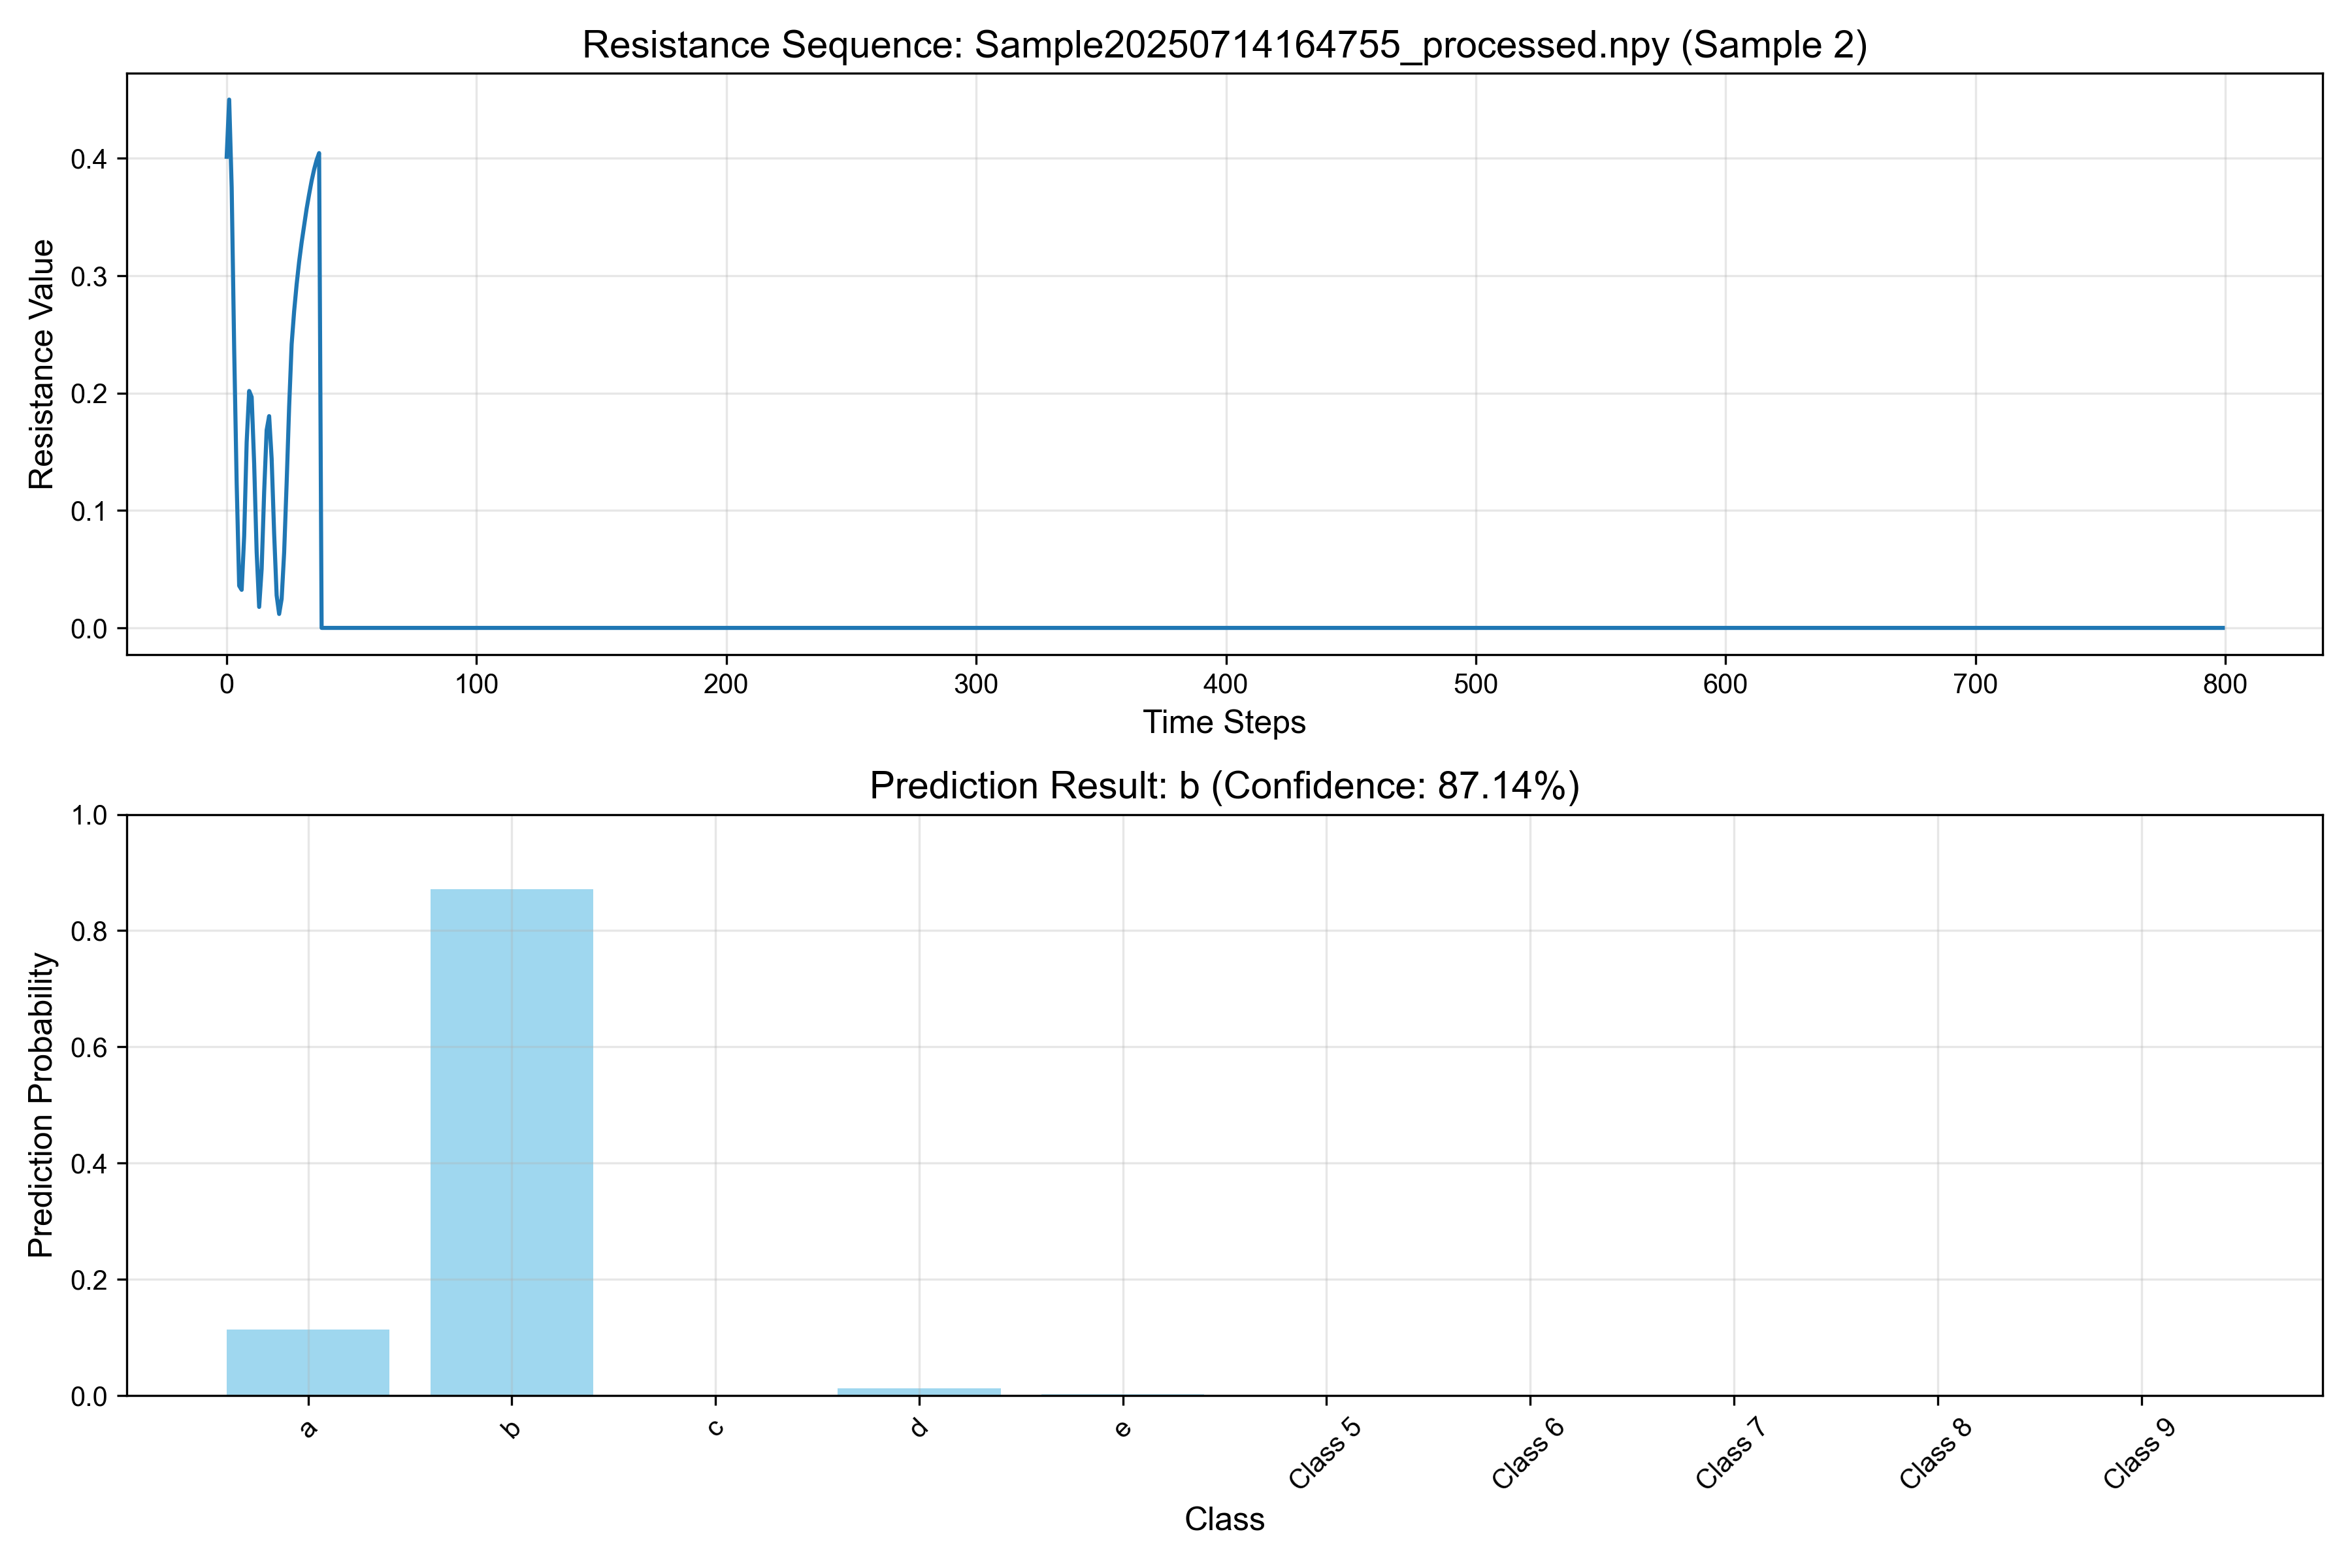 Resistance Sequence: Sample20250714164755_processed.npy (Sample 2)
Resistance Value
0.4
0.3
0.2
0.1
0.0
0 100 200 300 400 500 600 700 800
Time Steps
Prediction Result: b (Confidence: 87.14%)
Prediction Probability
1.0
0.8
0.6
0.4
0.2
0.0
a b c d e Class 5 Class 6 Class 7 Class 8 Class 9
Class